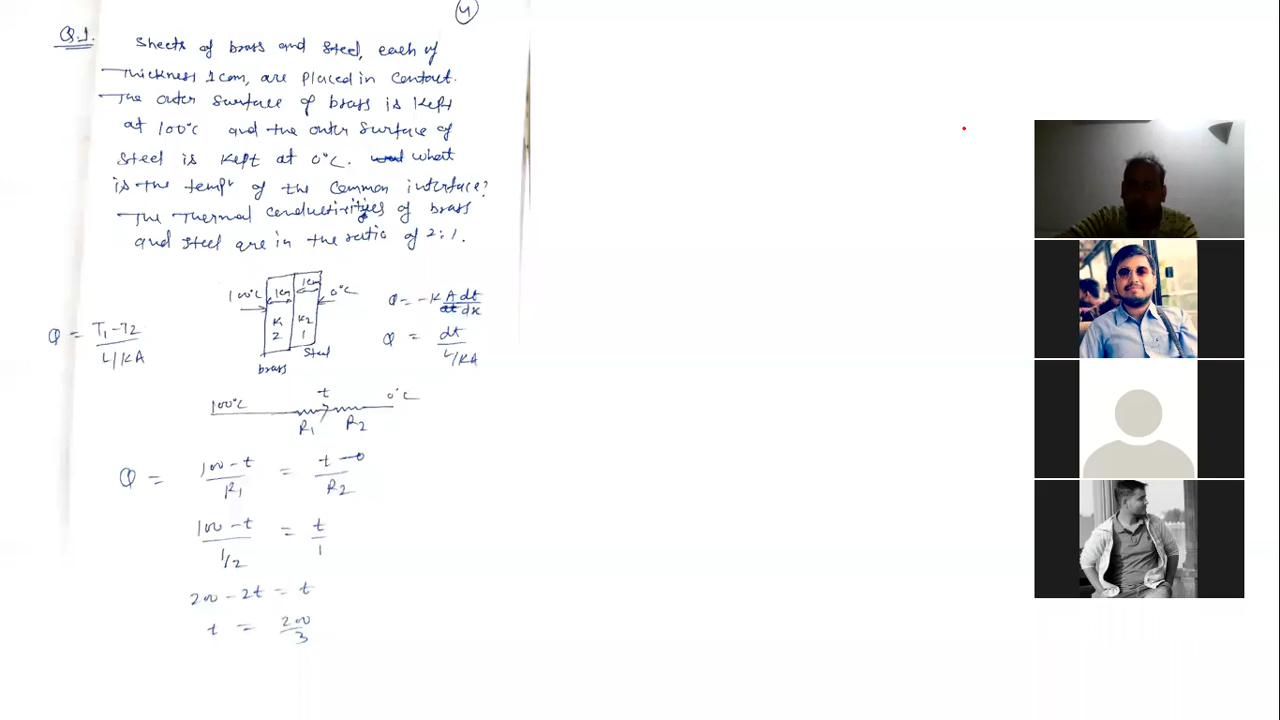 4
Q.1. Sheets of brass and steel, each of
Thickness 1cm, are placed in contact.
The outer surface of brass is kept
at 100°C and the outer surface of
steel is kept at 0°C. what
is the tempr of the common interface?
The Thermal conductivities of brass
and steel are in the ratio of 2:1.
100°C 1cm 1cm 0°C
K 2 K2 1
brass steel
Q = T1-T2 / L/KA
Q = -K A dt / dx
Q = dt / L/KA
100°C t 0°C
R1 R2
Q = 100-t / R1 = t-0 / R2
100-t / 1/2 = t / 1
200-2t = t
t = 200 / 3